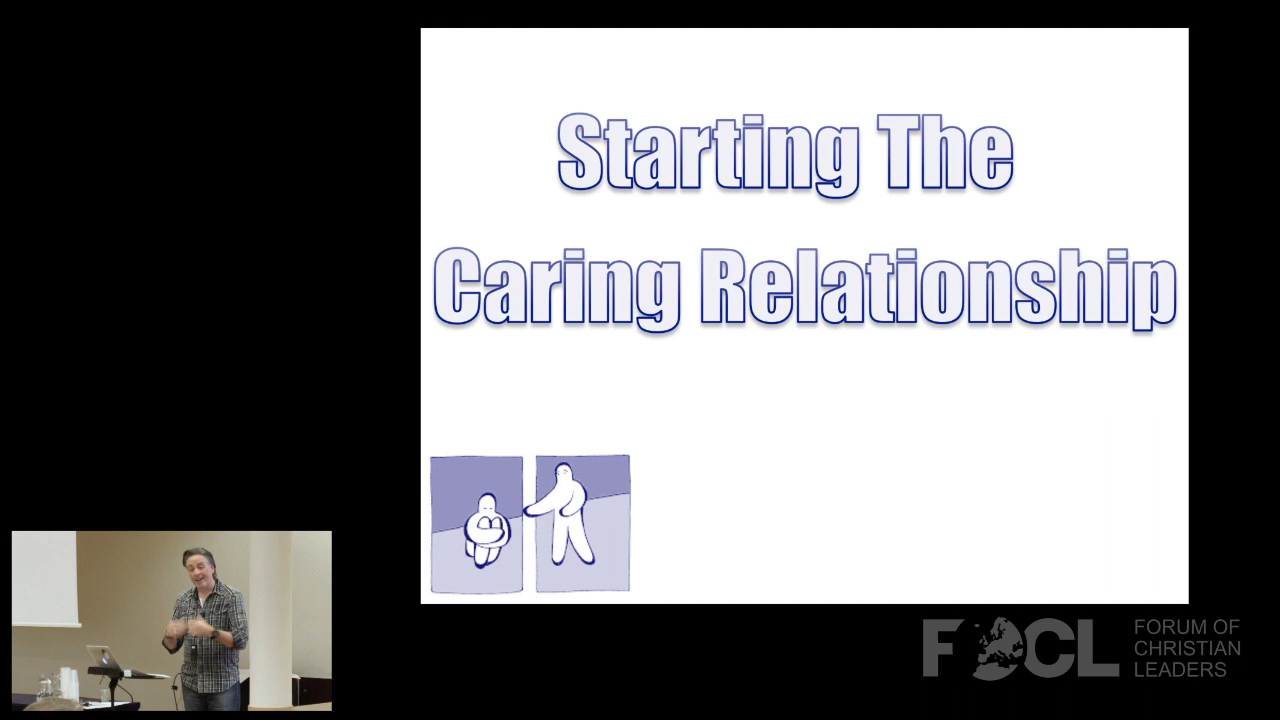 Starting The
Caring Relationship
FOCL
FORUM OF
CHRISTIAN
LEADERS